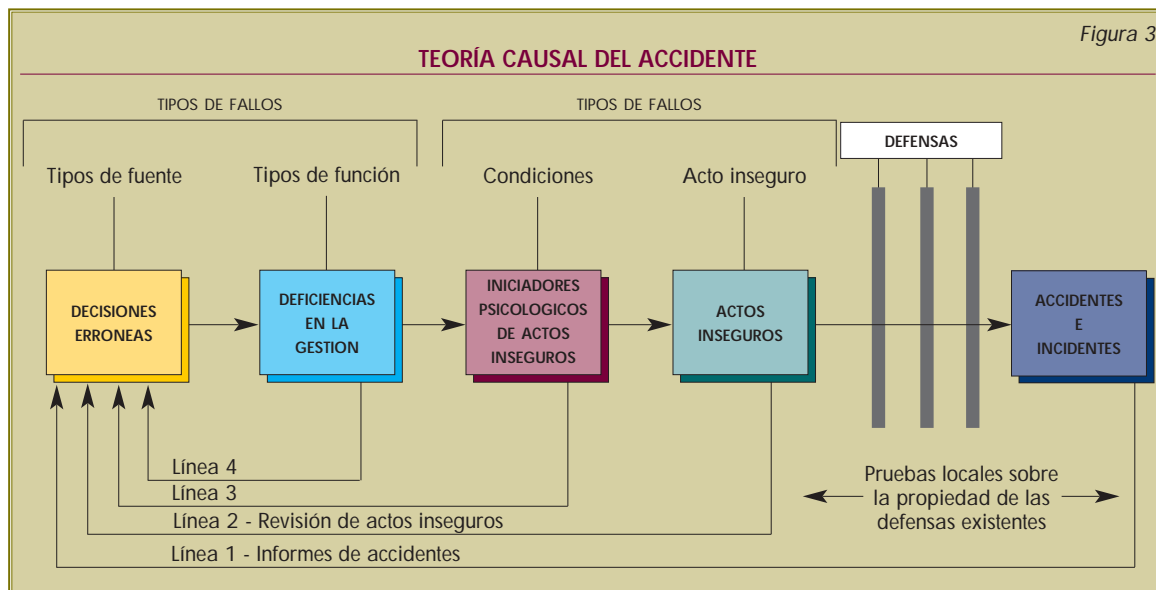 Figura 3
TEORÍA CAUSAL DEL ACCIDENTE
TIPOS DE FALLOS
TIPOS DE FALLOS
DEFENSAS
Tipos de fuente
Tipos de función
Condiciones
Acto inseguro
DECISIONES
ERRONEAS
DEFICIENCIAS
EN LA
GESTION
INICIADORES
PSICOLOGICOS
DE ACTOS
INSEGUROS
ACTOS
INSEGUROS
ACCIDENTES
E
INCIDENTES
Línea 4
Línea 3
Línea 2 - Revisión de actos inseguros
Línea 1 - Informes de accidentes
Pruebas locales sobre
la propiedad de las
defensas existentes